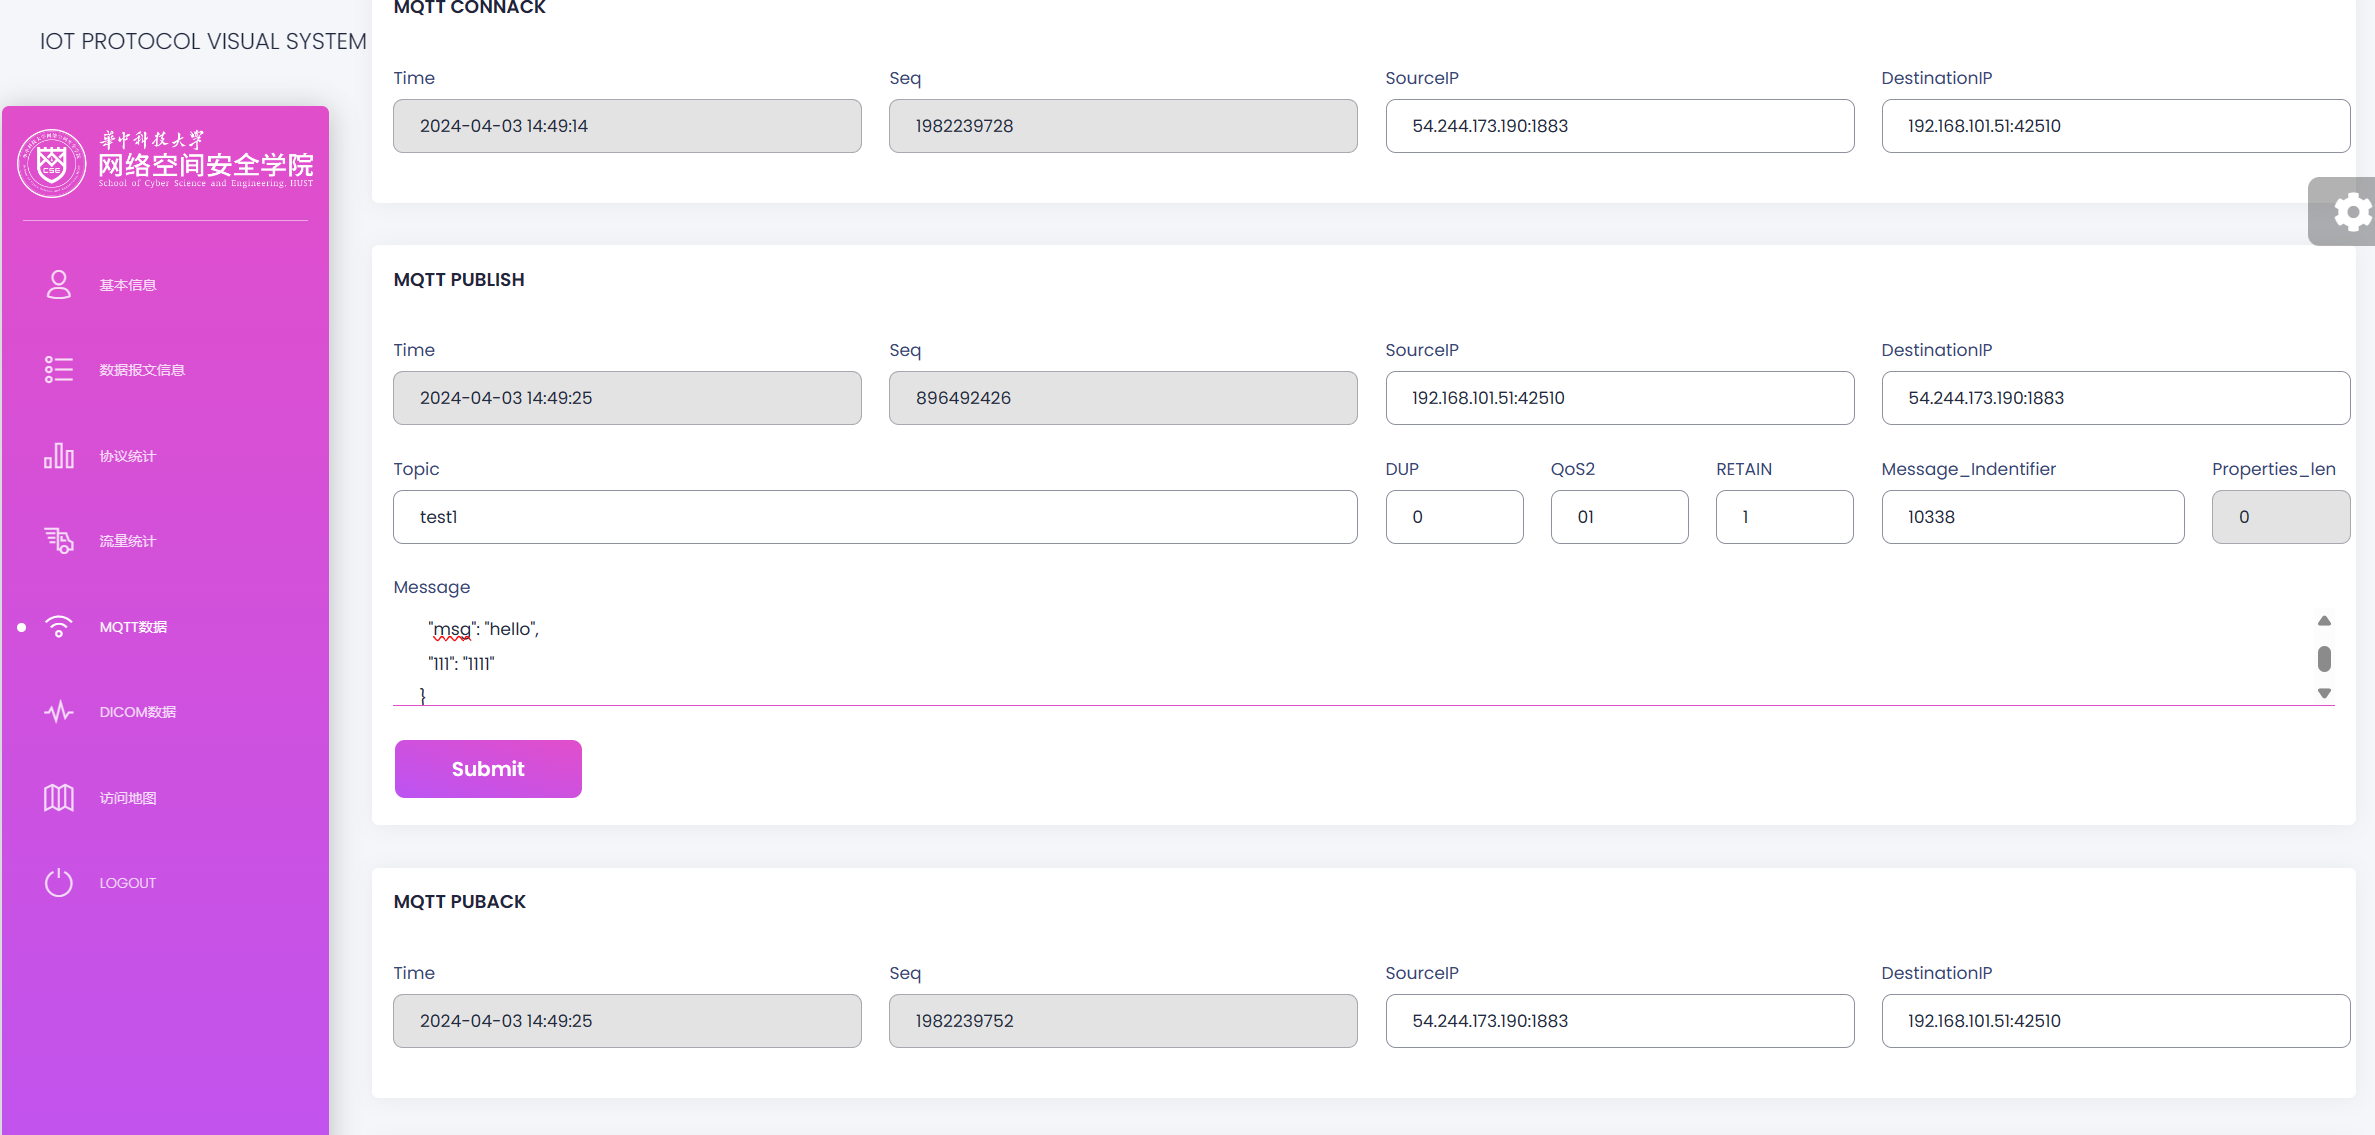 MQTT CONNACK
IOT PROTOCOL VISUAL SYSTEM
Time
Seq
SourceIP
DestinationIP
2024-04-03 14:49:14
1982239728
54.244.173.190:1883
192.168.101.51:42510
华中科技大学
网络空间安全学院
School of Cyber Science and Engineering, HUST
CSE
基本信息
数据报文信息
协议统计
流量统计
MQTT数据
DICOM数据
访问地图
LOGOUT
MQTT PUBLISH
Time
Seq
SourceIP
DestinationIP
2024-04-03 14:49:25
896492426
192.168.101.51:42510
54.244.173.190:1883
Topic
DUP
QoS2
RETAIN
Message_Indentifier
Properties_len
test1
0
01
1
10338
0
Message
"msg": "hello",
"111": "1111"
}
Submit
MQTT PUBACK
Time
Seq
SourceIP
DestinationIP
2024-04-03 14:49:25
1982239752
54.244.173.190:1883
192.168.101.51:42510